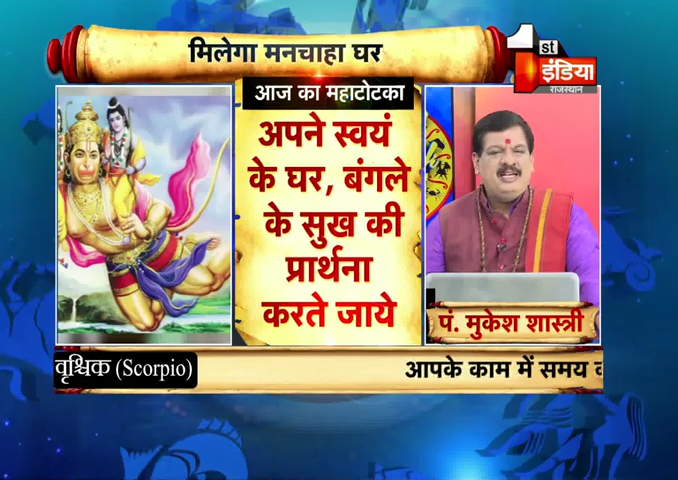 मिलेगा मनचाहा घर
1st
इंडिया
राजस्थान
आज का महाटोटका
अपने स्वयं
के घर, बंगले
के सुख की
प्रार्थना
करते जाये
पं. मुकेश शास्त्री
वृश्चिक (Scorpio)
आपके काम में समय